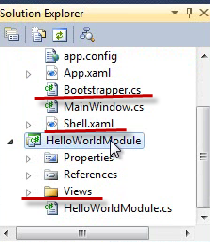 Solution Explorer
app.config
App.xaml
Bootstrapper.cs
MainWindow.cs
Shell.xaml
HelloWorldModule
Properties
References
Views
HelloWorldModule.cs